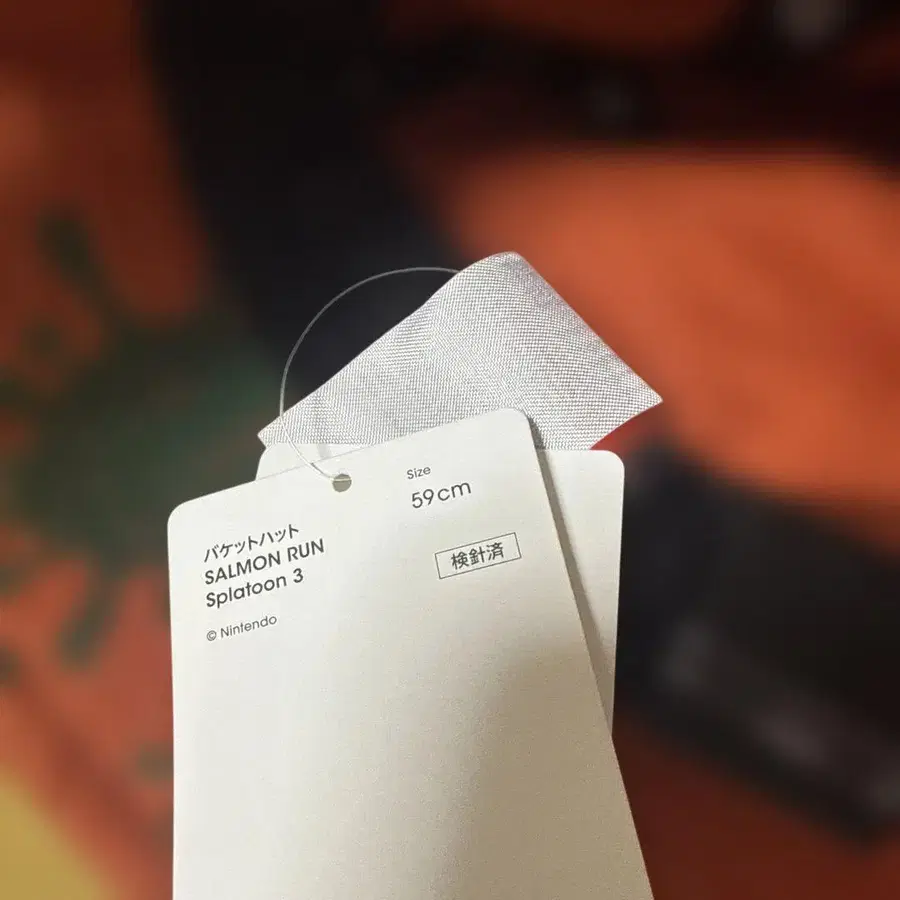 バケットハット
SALMON RUN
Splatoon 3
© Nintendo
Size
59cm
検針済